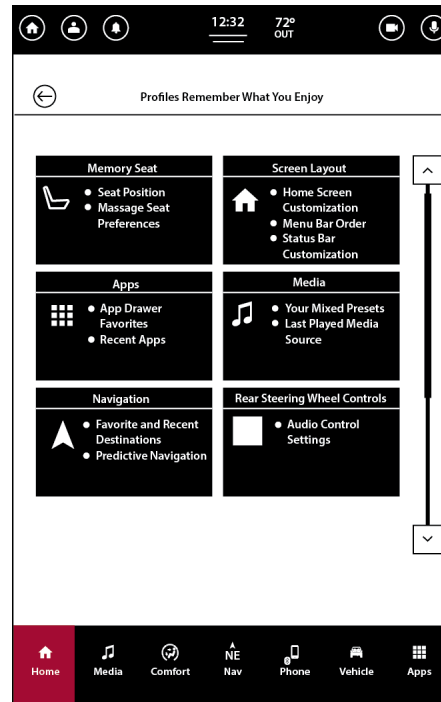 12:32
72º
OUT
Profiles Remember What You Enjoy
Memory Seat
Seat Position
Massage Seat
Preferences
Screen Layout
Home Screen
Customization
Menu Bar Order
Status Bar
Customization
Apps
App Drawer
Favorites
Recent Apps
Media
Your Mixed Presets
Last Played Media
Source
Navigation
Favorite and Recent
Destinations
Predictive Navigation
Rear Steering Wheel Controls
Audio Control
Settings
NE
Home
Media
Comfort
Nav
Phone
Vehicle
Apps